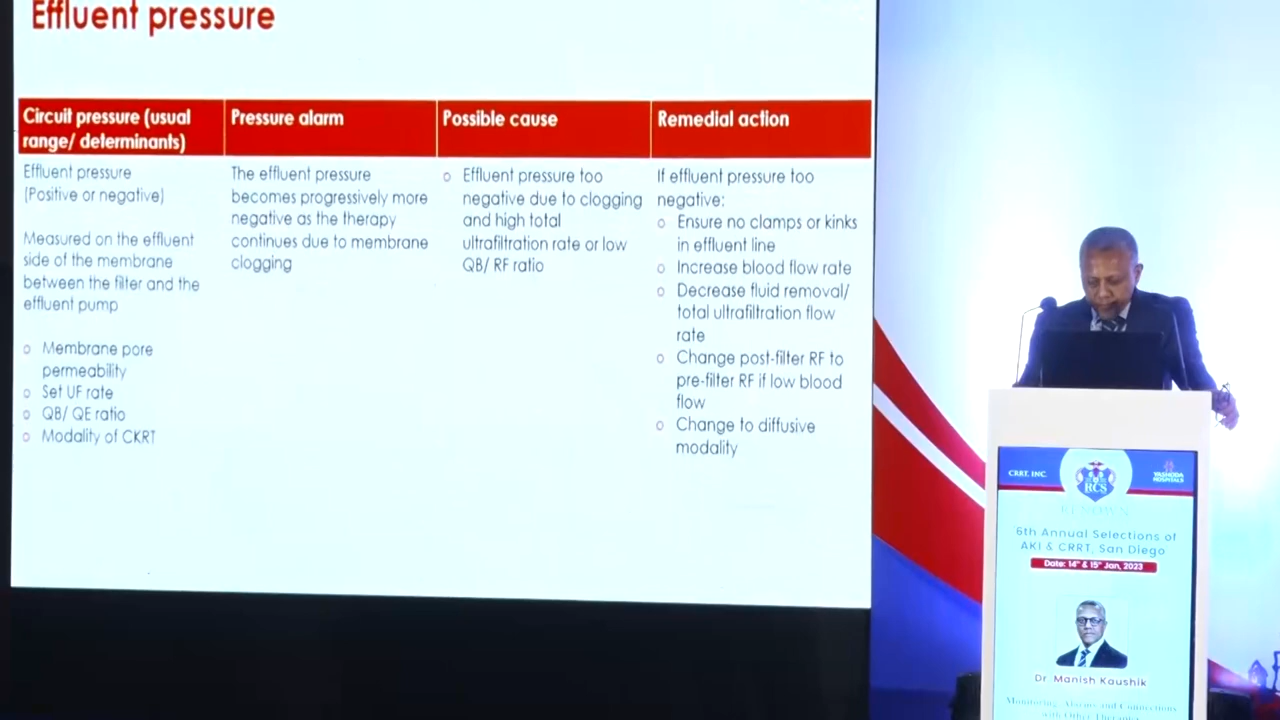 Effluent pressure
Circuit pressure (usual
range/ determinants)
Pressure alarm
Possible cause
Remedial action
Effluent pressure
(Positive or negative)
Measured on the effluent
side of the membrane
between the filter and the
effluent pump
o Membrane pore
permeability
o Set UF rate
o QB/ QE ratio
o Modality of CKRT
The effluent pressure
becomes progressively more
negative as the therapy
continues due to membrane
clogging
o Effluent pressure too
negative due to clogging
and high total
ultrafiltration rate or low
QB/ RF ratio
If effluent pressure too
negative:
o Ensure no clamps or kinks
in effluent line
o Increase blood flow rate
o Decrease fluid removal/
total ultrafiltration flow
rate
o Change post-filter RF to
pre-filter RF if low blood
flow
o Change to diffusive
modality
CRRT, INC.
RCS
YASHODA
HOSPITALS
6th Annual Selections of
AKI & CRRT, San Diego
Date: 14th & 15th Jan, 2023
Dr. Manish Kaushik